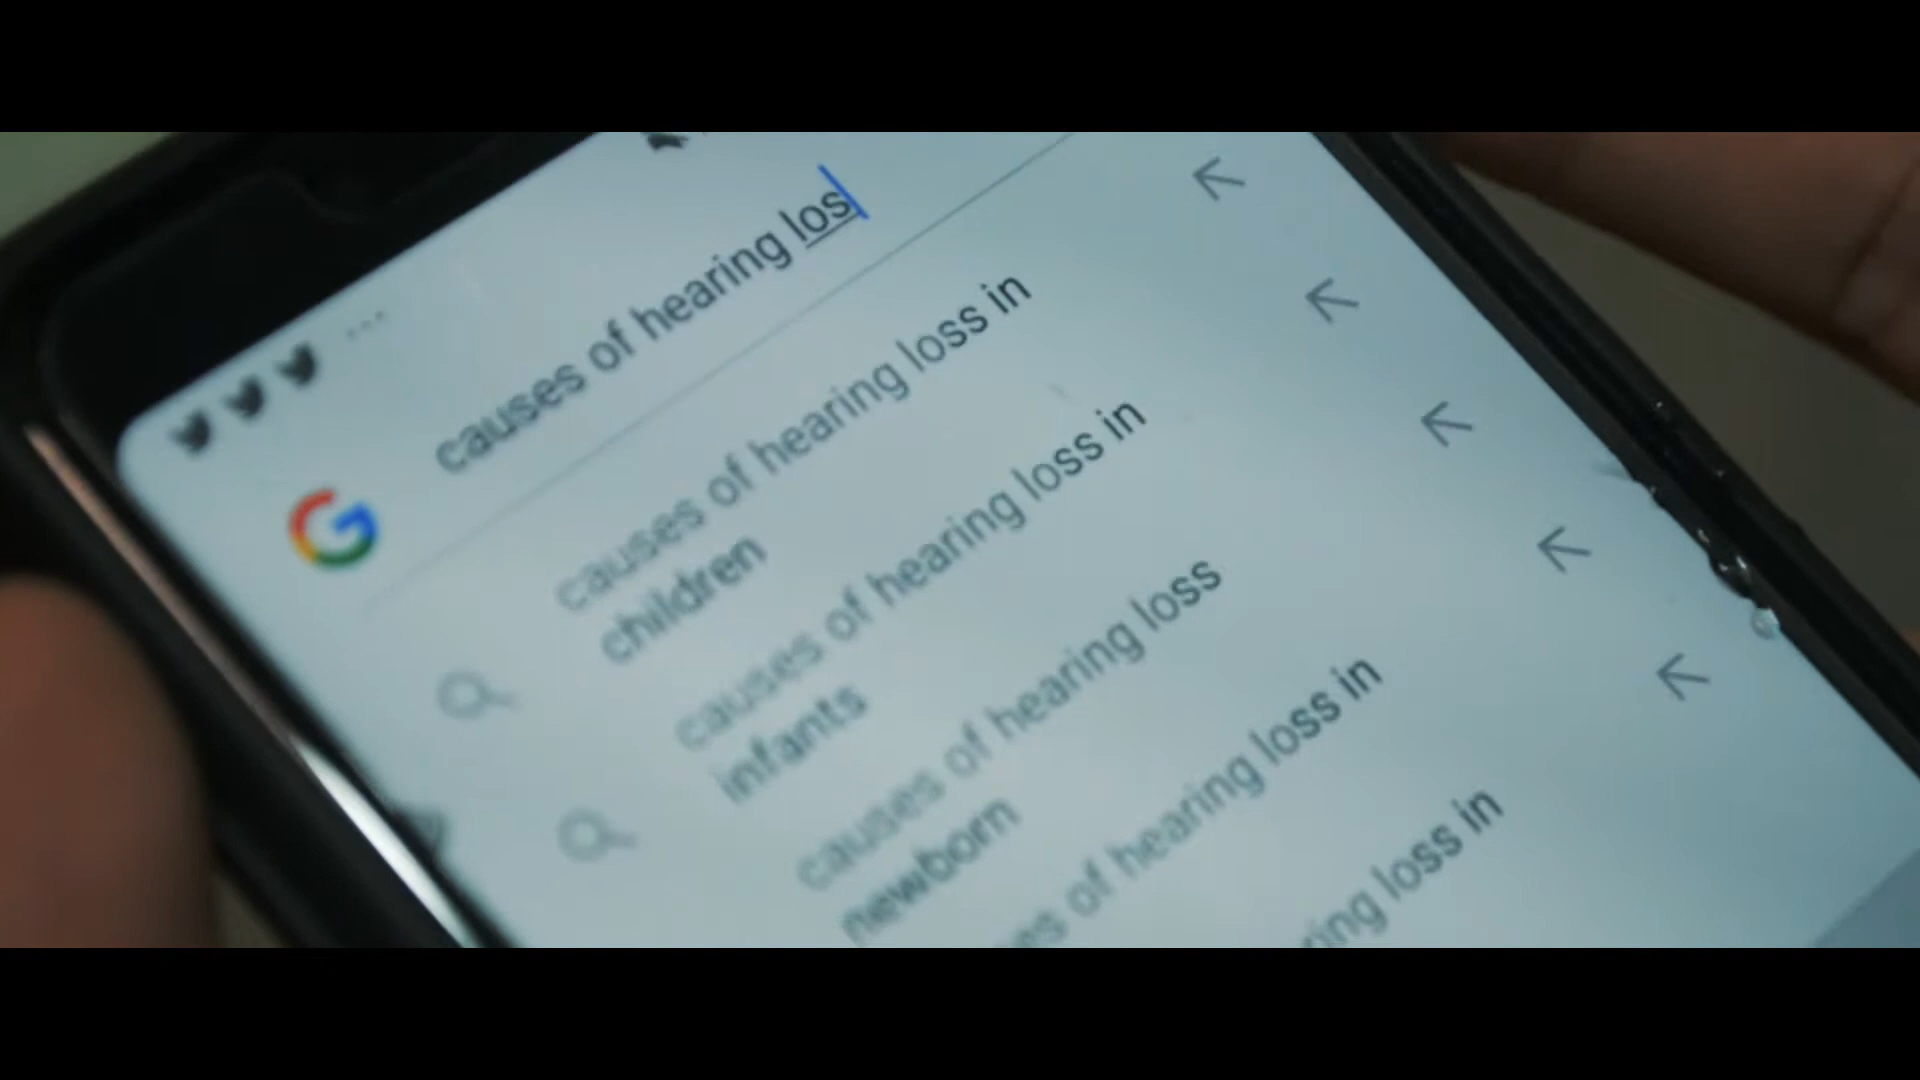 causes of hearing los
causes of hearing loss in
children
causes of hearing loss in
infants
causes of hearing loss
newborn
of hearing loss in
loss in